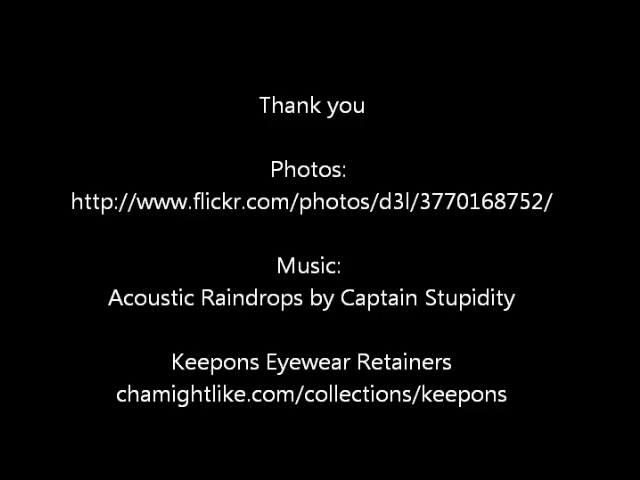 Thank you
Photos:
http://www.flickr.com/photos/d3l/3770168752/
Music:
Acoustic Raindrops by Captain Stupidity
Keepons Eyewear Retainers
chamightlike.com/collections/keepons